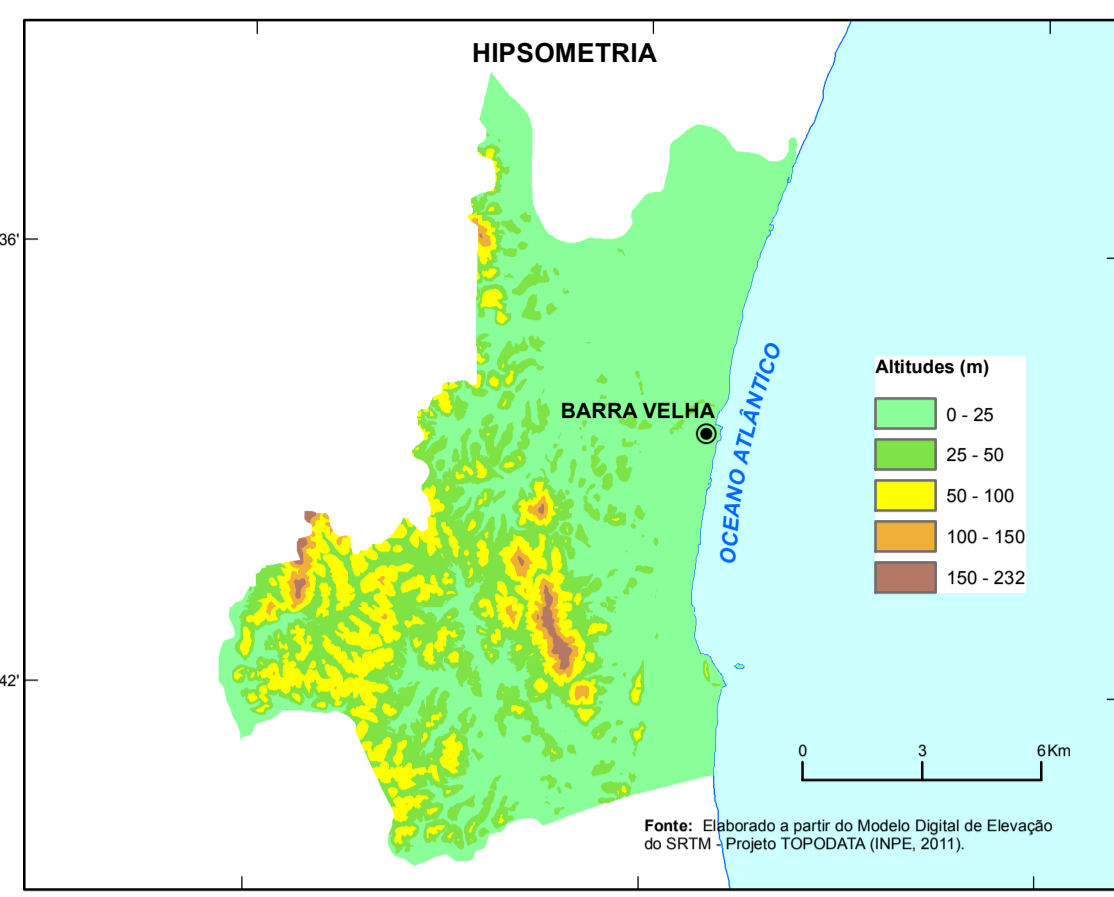 HIPSOMETRIA
36'
BARRA VELHA
OCEANO ATLÂNTICO
Altitudes (m)
0 - 25
25 - 50
50 - 100
100 - 150
150 - 232
42'
0 3 6Km
Fonte: Elaborado a partir do Modelo Digital de Elevação
do SRTM - Projeto TOPODATA (INPE, 2011).